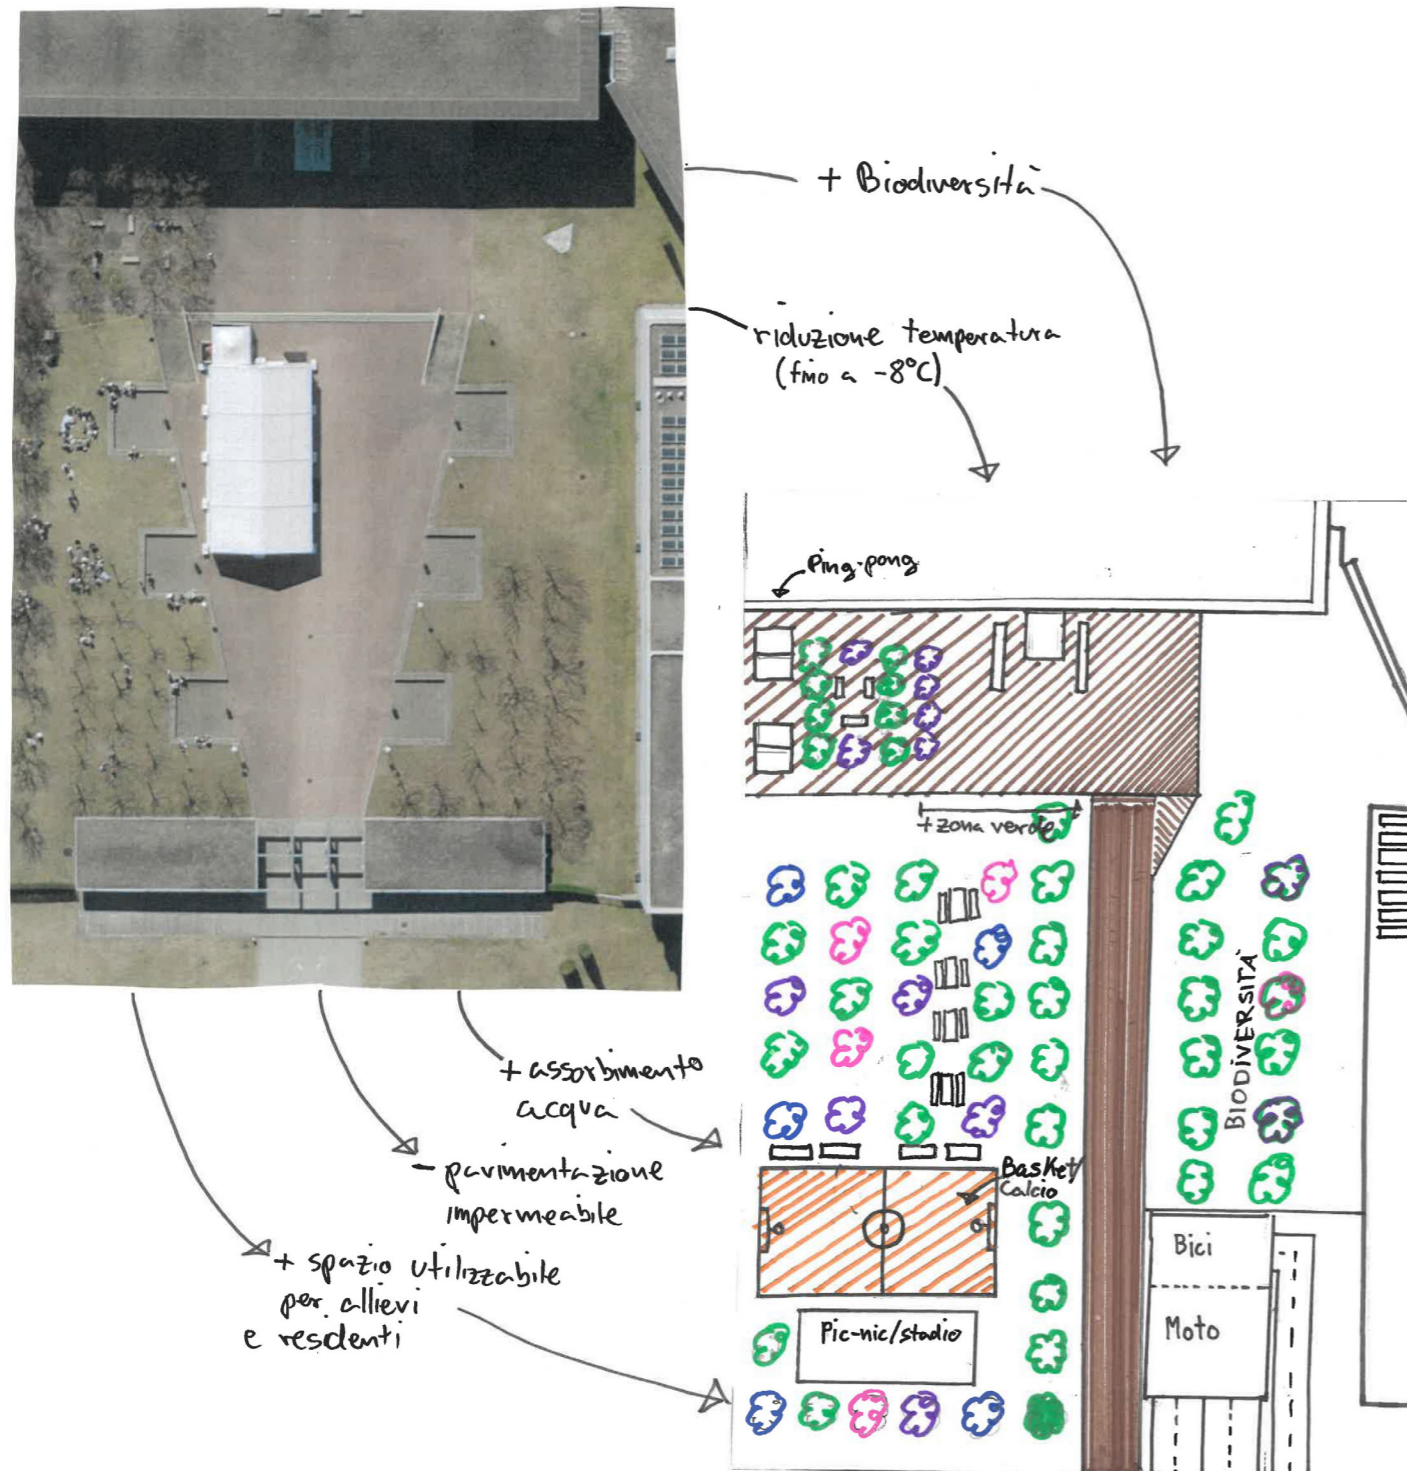 + Biodiversità
riduzione temperatura
(fino a -8°C)
Ping-pong
+ zona verde
BIODIVERSITÀ
+ assorbimento
acqua
- pavimentazione
impermeabile
+ spazio utilizzabile
per allievi
e residenti
Basket/
Calcio
Pic-nic/studio
Bici
Moto